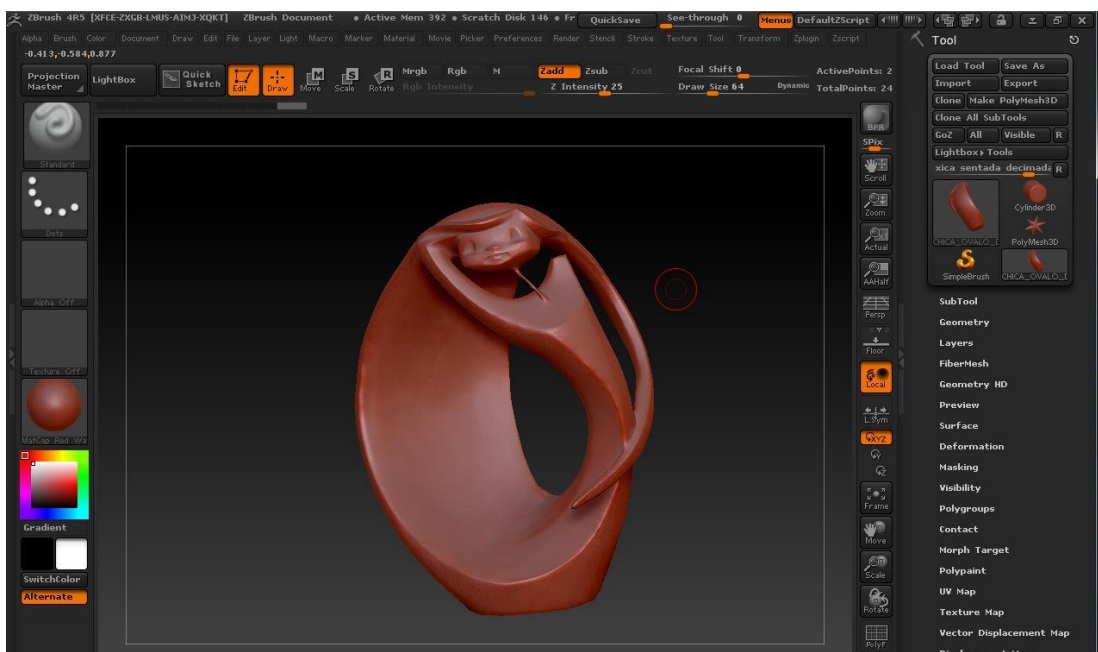 ZBrush 4R5 [XFCE-ZXGB-LMUS-AIMJ-XQKT] ZBrush Document • Active Mem 392 • Scratch Disk 146 • Fr QuickSave See-through 0 Menus DefaultZScript
Alpha Brush Color Document Draw Edit File Layer Light Macro Marker Material Movie Picker Preferences Render Stencil Stroke Texture Tool Transform Zplugin Zscript
-0.413,-0.584,0.877
Projection Master
LightBox
Quick Sketch
Edit Draw Move Scale Rotate
Mrgb Rgb M
Rgb Intensity
Zadd Zsub Zcut
Z Intensity 25
Focal Shift 0
Draw Size 64 Dynamic
ActivePoints: 2
TotalPoints: 24
Standard
Dots
Alpha Off
Texture Off
MatCap Red Wa
Gradient
SwitchColor
Alternate
BPR
SPix
Scroll
Zoom
Actual
AAHalf
Persp
Floor
Local
L.Sym
XYZ
Y
Z
Frame
Move
Scale
Rotate
PolyF
Tool
Load Tool Save As
Import Export
Clone Make PolyMesh3D
Clone All SubTools
GoZ All Visible R
Lightbox▸Tools
xica sentada decimada R
Cylinder3D
CHICA_OVALO_D PolyMesh3D
SimpleBrush CHICA_OVALO_D
SubTool
Geometry
Layers
FiberMesh
Geometry HD
Preview
Surface
Deformation
Masking
Visibility
Polygroups
Contact
Morph Target
Polypaint
UV Map
Texture Map
Vector Displacement Map